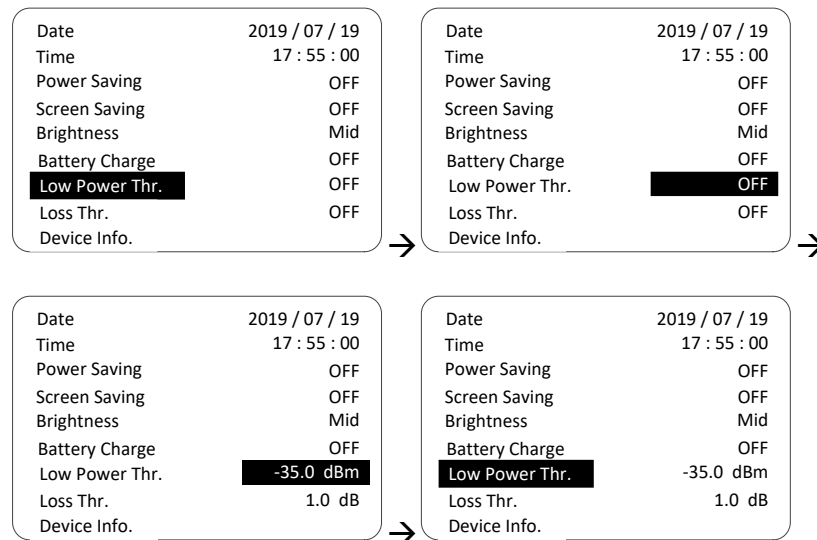 Date 2019 / 07 / 19
Time 17 : 55 : 00
Power Saving OFF
Screen Saving OFF
Brightness Mid
Battery Charge OFF
Low Power Thr. OFF
Loss Thr. OFF
Device Info.
Date 2019 / 07 / 19
Time 17 : 55 : 00
Power Saving OFF
Screen Saving OFF
Brightness Mid
Battery Charge OFF
Low Power Thr. OFF
Loss Thr. OFF
Device Info.
Date 2019 / 07 / 19
Time 17 : 55 : 00
Power Saving OFF
Screen Saving OFF
Brightness Mid
Battery Charge OFF
Low Power Thr. -35.0 dBm
Loss Thr. 1.0 dB
Device Info.
Date 2019 / 07 / 19
Time 17 : 55 : 00
Power Saving OFF
Screen Saving OFF
Brightness Mid
Battery Charge OFF
Low Power Thr. -35.0 dBm
Loss Thr. 1.0 dB
Device Info.